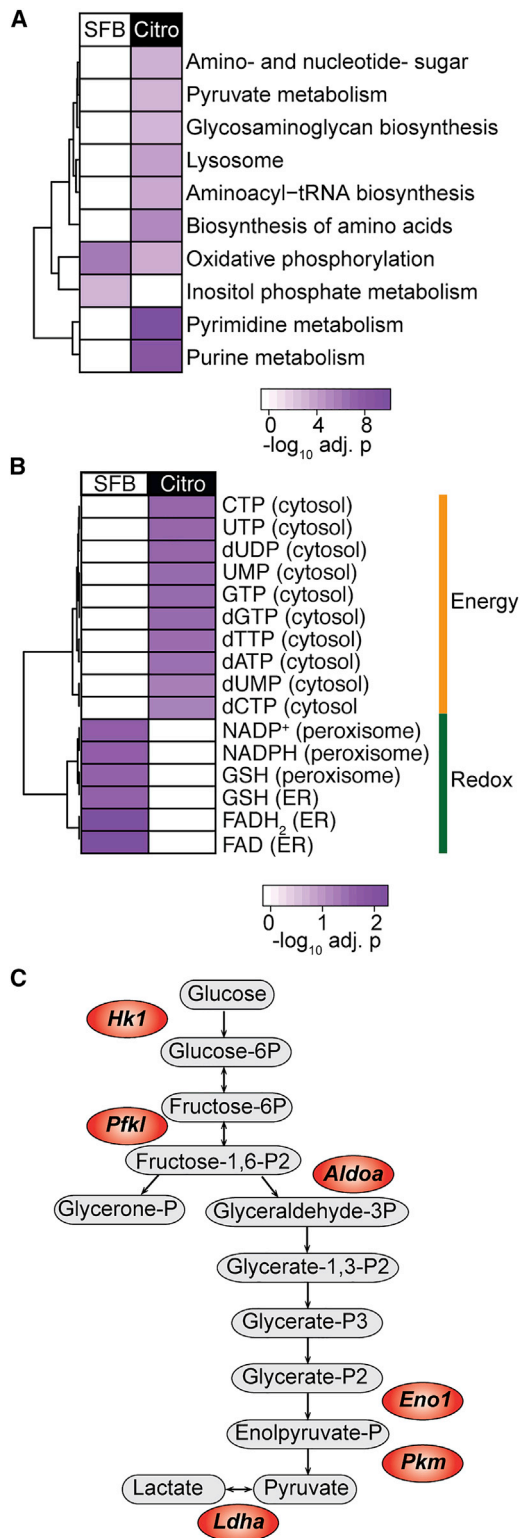 A
SFB Citro
Amino- and nucleotide- sugar
Pyruvate metabolism
Glycosaminoglycan biosynthesis
Lysosome
Aminoacyl−tRNA biosynthesis
Biosynthesis of amino acids
Oxidative phosphorylation
Inositol phosphate metabolism
Pyrimidine metabolism
Purine metabolism
0 4 8
-log10 adj. p
B
SFB Citro
CTP (cytosol)
UTP (cytosol)
dUDP (cytosol)
UMP (cytosol)
GTP (cytosol)
dGTP (cytosol)
dTTP (cytosol)
dATP (cytosol)
dUMP (cytosol)
dCTP (cytosol
Energy
NADP+ (peroxisome)
NADPH (peroxisome)
GSH (peroxisome)
GSH (ER)
FADH2 (ER)
FAD (ER)
Redox
0 1 2
-log10 adj. p
C
Glucose
Hk1
Glucose-6P
Fructose-6P
Pfkl
Fructose-1,6-P2
Aldoa
Glycerone-P
Glyceraldehyde-3P
Glycerate-1,3-P2
Glycerate-P3
Glycerate-P2
Eno1
Enolpyruvate-P
Pkm
Lactate
Pyruvate
Ldha